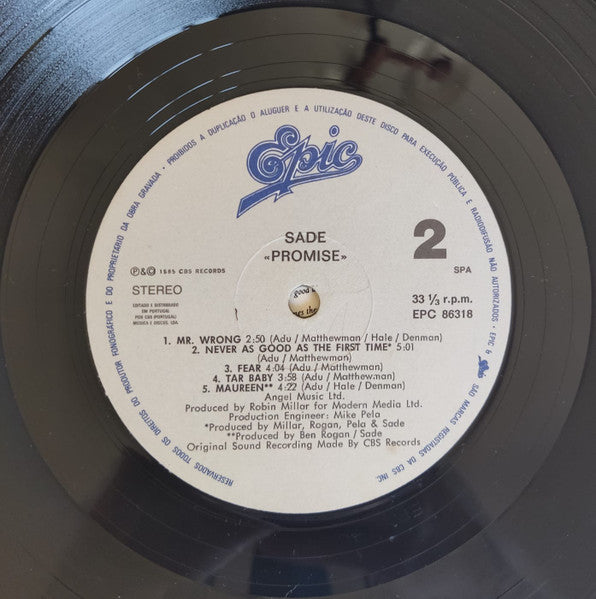 RESERVADOS TODOS OS DIREITOS DO PRODUTOR FONOGRÁFICO E DO PROPRIETÁRIO DA OBRA GRAVADA • PROIBIDOS A DUPLICAÇÃO O ALUGUER E A UTILIZAÇÃO DESTE DISCO PARA EXECUÇÃO PÚBLICA E RADIODIFUSÃO NÃO AUTORIZADOS • EPIC & Epic SÃO MARCAS REGISTADAS DA CBS INC.
Epic
SADE
«PROMISE»
2
SPA
℗&© 1985 CBS RECORDS
STEREO
EDITADO E DISTRIBUIDO
EM PORTUGAL
POR CBS (PORTUGAL)
MUSICA E DISCOS, LDA.
33 1/3 r.p.m.
EPC 86318
good
es the
1. MR. WRONG 2:50 (Adu / Matthewman / Hale / Denman)
2. NEVER AS GOOD AS THE FIRST TIME* 5:01
(Adu / Matthewman)
3. FEAR 4:04 (Adu / Matthewman)
4. TAR BABY 3:58 (Adu / Matthewman)
5. MAUREEN** 4:22 (Adu / Hale / Denman)
Angel Music Ltd.
Produced by Robin Millar for Modern Media Ltd.
Production Engineer: Mike Pela
*Produced by Millar, Rogan, Pela & Sade
**Produced by Ben Rogan / Sade
Original Sound Recording Made By CBS Records